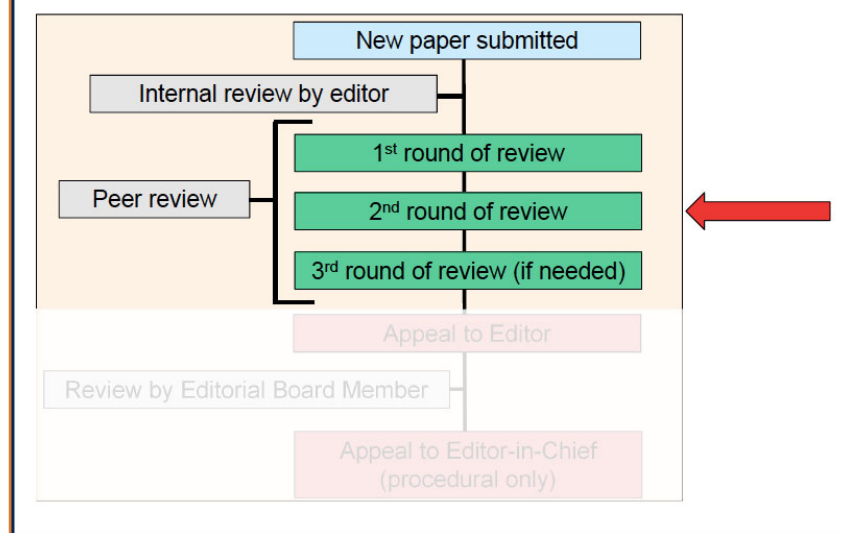 New paper submitted
Internal review by editor
1st round of review
Peer review
2nd round of review
3rd round of review (if needed)
Appeal to Editor
Review by Editorial Board Member
Appeal to Editor-in-Chief
(procedural only)